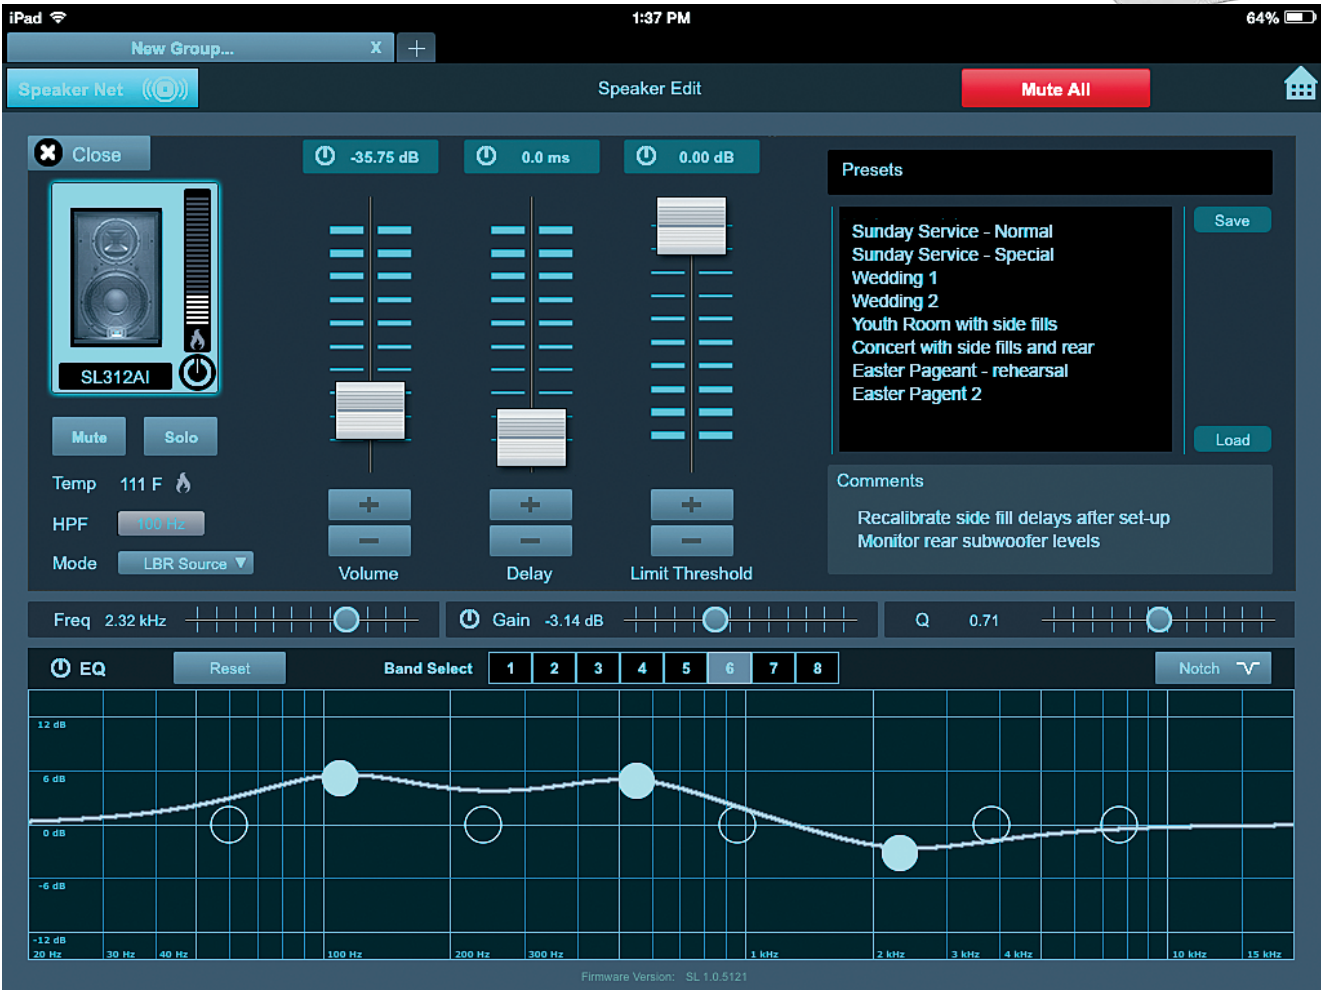 iPad 1:37 PM 64%
New Group... X +
Speaker Net Speaker Edit Mute All
Close -35.75 dB 0.0 ms 0.00 dB
Presets
Sunday Service - Normal Save
Sunday Service - Special
Wedding 1
Wedding 2
Youth Room with side fills
Concert with side fills and rear
Easter Pageant - rehearsal
Easter Pagent 2
SL312AI
Mute Solo Load
Temp 111 F
HPF 100 Hz
Mode LBR Source
+ + +
- - -
Volume Delay Limit Threshold
Comments
Recalibrate side fill delays after set-up
Monitor rear subwoofer levels
Freq 2.32 kHz Gain -3.14 dB Q 0.71
EQ Reset Band Select 1 2 3 4 5 6 7 8 Notch
12 dB
6 dB
0 dB
-6 dB
-12 dB
20 Hz 30 Hz 40 Hz 100 Hz 200 Hz 300 Hz 1 kHz 2 kHz 3 kHz 4 kHz 10 kHz 15 kHz
Firmware Version: SL 1.0.5121